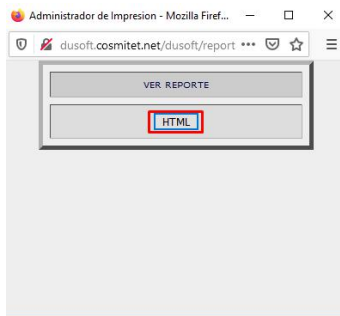 Administrador de Impresion - Mozilla Firef...
dusoft.cosmitet.net/dusoft/report
VER REPORTE
HTML